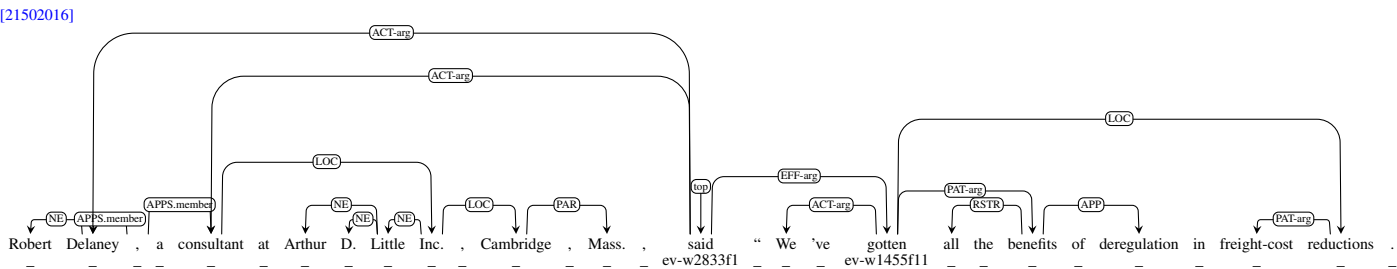 [21502016]
ACT-arg
ACT-arg
LOC
LOC
EFF-arg
top
PAT-arg
NE APPS.member APPS.member NE NE NE LOC PAR ACT-arg RSTR APP PAT-arg
Robert Delaney , a consultant at Arthur D. Little Inc. , Cambridge , Mass. , said “ We ’ve gotten all the benefits of deregulation in freight-cost reductions .
_ _ _ _ _ _ _ _ _ _ _ _ _ _ _ ev-w2833f1 _ _ _ ev-w1455f11 _ _ _ _ _ _ _ _ _